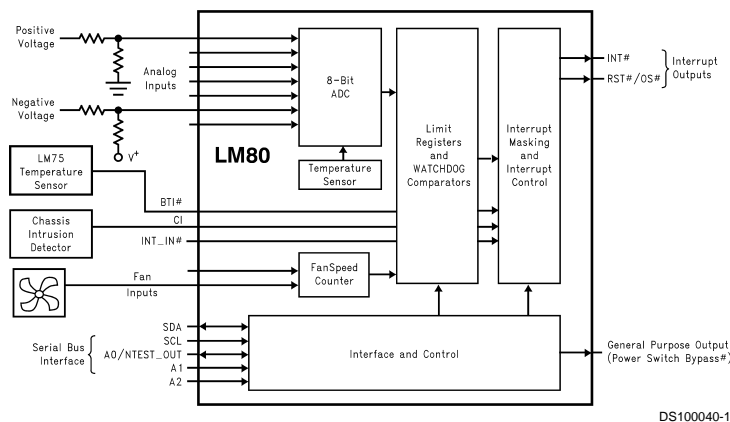 Positive
Voltage
Analog
Inputs
Negative
Voltage
V+
LM75
Temperature
Sensor
Chassis
Intrusion
Detector
BTI#
CI
INT_IN#
Fan
Inputs
Serial Bus
Interface
SDA
SCL
A0/NTEST_OUT
A1
A2
LM80
8-Bit
ADC
Temperature
Sensor
FanSpeed
Counter
Limit
Registers
and
WATCHDOG
Comparators
Interrupt
Masking
and
Interrupt
Control
Interface and Control
INT#
RST#/OS#
Interrupt
Outputs
General Purpose Output
(Power Switch Bypass#)
DS100040-1